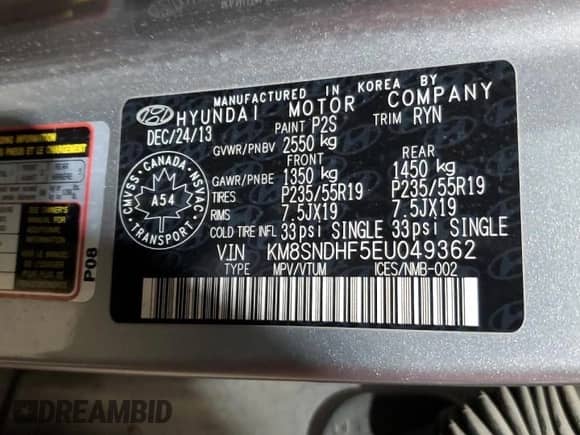 MANUFACTURED IN KOREA BY
HYUNDAI MOTOR COMPANY
DEC/24/13 PAINT P2S TRIM RYN
GVWR/PNBV 2550 kg
FRONT REAR
GAWR/PNBE 1350 kg 1450 kg
TIRES P235/55R19 P235/55R19
RIMS 7.5JX19 7.5JX19
COLD TIRE INFL 33psi SINGLE 33psi SINGLE
VIN KM8SNDHF5EU049362
TYPE MPV/VTUM ICES/NMB-002
CANADA
CMVSS NSVAC
A54
TRANSPORT
P08
DREAMBID